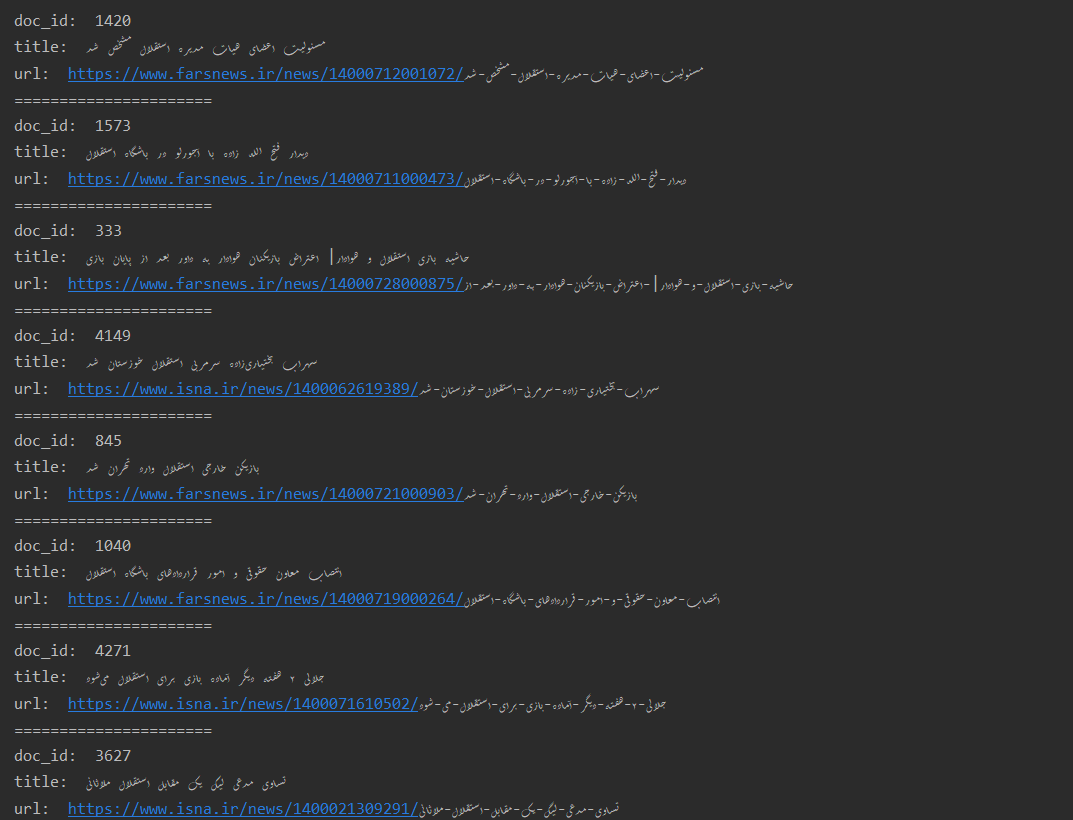 doc_id:  1420
title:  مسئولیت اعضای هیات مدیره استقلال مشخص شد
url:  https://www.farsnews.ir/news/14000712001072/مسئولیت-اعضای-هیات-مدیره-استقلال-مشخص-شد
======================
doc_id:  1573
title:  دیدار فتح الله زاده با آجورلو در باشگاه استقلال
url:  https://www.farsnews.ir/news/14000711000473/دیدار-فتح-الله-زاده-با-آجورلو-در-باشگاه-استقلال
======================
doc_id:  333
title:  حاشیه بازی استقلال و هوادار| اعتراض بازیکنان هوادار به داور بعد از پایان بازی
url:  https://www.farsnews.ir/news/14000728000875/حاشیه-بازی-استقلال-و-هوادار|-اعتراض-بازیکنان-هوادار-به-داور-بعد-از
======================
doc_id:  4149
title:  سهراب بختیاری‌زاده سرمربی استقلال خوزستان شد
url:  https://www.isna.ir/news/1400062619389/سهراب-بختیاری-زاده-سرمربی-استقلال-خوزستان-شد
======================
doc_id:  845
title:  بازیکن خارجی استقلال وارد تهران شد
url:  https://www.farsnews.ir/news/14000721000903/بازیکن-خارجی-استقلال-وارد-تهران-شد
======================
doc_id:  1040
title:  انتصاب معاون حقوقی و امور قراردادهای باشگاه استقلال
url:  https://www.farsnews.ir/news/14000719000264/انتصاب-معاون-حقوقی-و-امور-قراردادهای-باشگاه-استقلال
======================
doc_id:  4271
title:  جلالی ۲ هفته دیگر آماده بازی برای استقلال می‌شود
url:  https://www.isna.ir/news/1400071610502/جلالی-۲-هفته-دیگر-آماده-بازی-برای-استقلال-می-شود
======================
doc_id:  3627
title:  تساوی مدعی لیگ یک مقابل استقلال ملاثانی
url:  https://www.isna.ir/news/1400021309291/تساوی-مدعی-لیگ-یک-مقابل-استقلال-ملاثانی